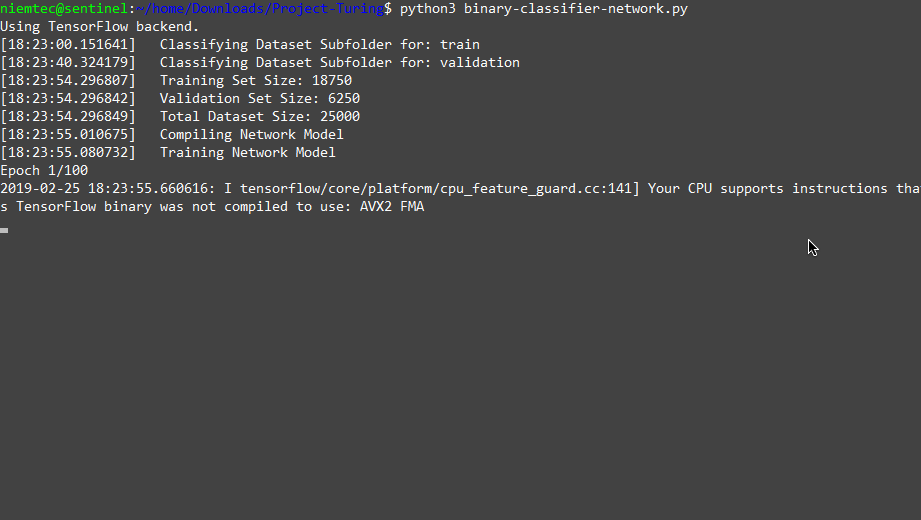 niemtec@sentinel:~/home/Downloads/Project-Turing$ python3 binary-classifier-network.py
Using TensorFlow backend.
[18:23:00.151641]   Classifying Dataset Subfolder for: train
[18:23:40.324179]   Classifying Dataset Subfolder for: validation
[18:23:54.296807]   Training Set Size: 18750
[18:23:54.296842]   Validation Set Size: 6250
[18:23:54.296849]   Total Dataset Size: 25000
[18:23:55.010675]   Compiling Network Model
[18:23:55.080732]   Training Network Model
Epoch 1/100
2019-02-25 18:23:55.660616: I tensorflow/core/platform/cpu_feature_guard.cc:141] Your CPU supports instructions tha
s TensorFlow binary was not compiled to use: AVX2 FMA